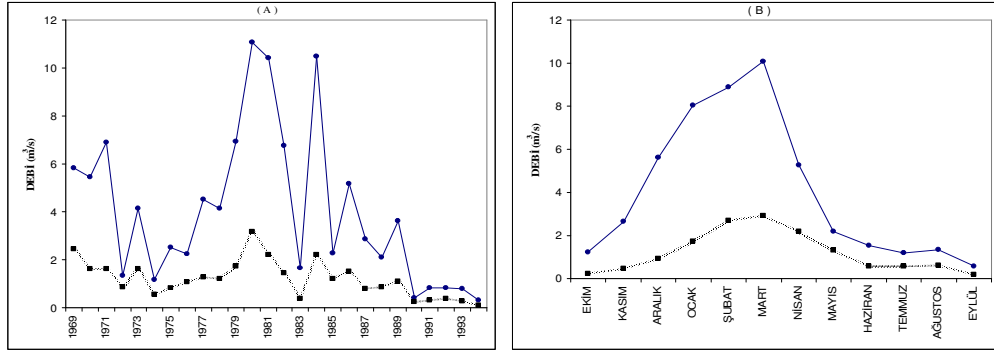 ( A )
12
10
8
6
4
2
0
DEBİ (m³/s)
1969
1971
1973
1975
1977
1979
1981
1983
1985
1987
1989
1991
1993
( B )
12
10
8
6
4
2
0
DEBİ (m³/s)
EKİM
KASIM
ARALIK
OCAK
ŞUBAT
MART
NİSAN
MAYIS
HAZİRAN
TEMMUZ
AĞUSTOS
EYLÜL